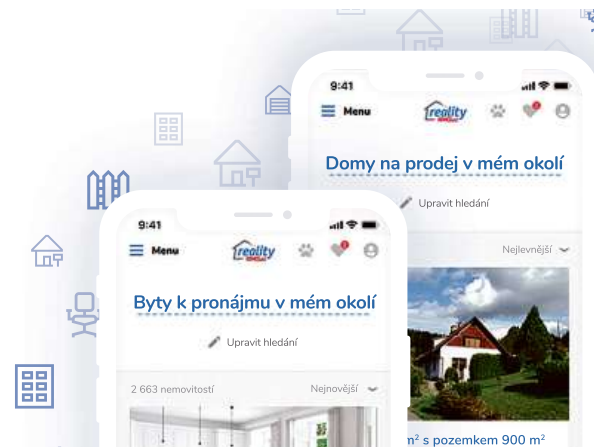 9:41
Menu
reality
Domy na prodej v mém okolí
Upravit hledání
Nejlevnější
m² s pozemkem 900 m²
9:41
Menu
reality
Byty k pronájmu v mém okolí
Upravit hledání
2 663 nemovitostí
Nejnovější